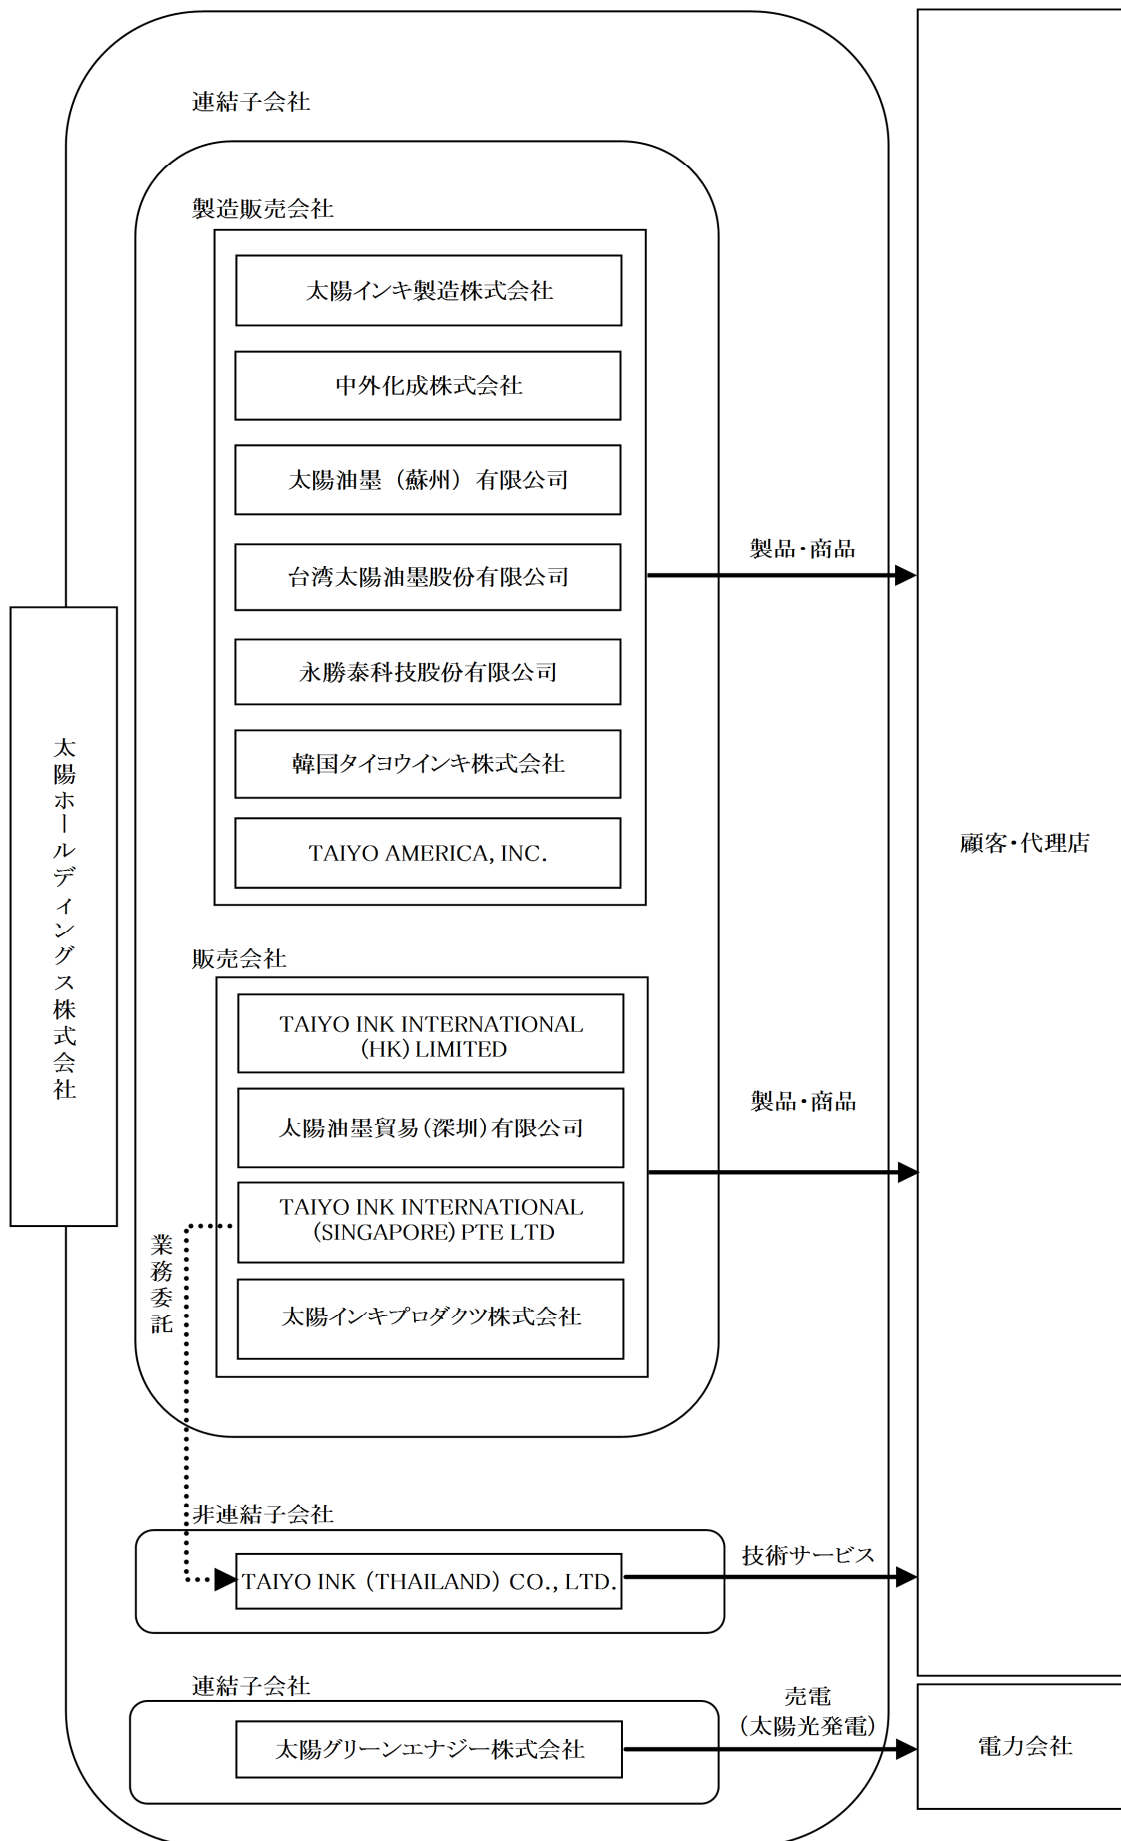 連結子会社
製造販売会社
太陽インキ製造株式会社
中外化成株式会社
太陽油墨（蘇州）有限公司
台湾太陽油墨股份有限公司
永勝泰科技股份有限公司
韓国タイヨウインキ株式会社
TAIYO AMERICA, INC.
製品・商品
顧客・代理店
太陽ホールディングス株式会社
販売会社
TAIYO INK INTERNATIONAL
(HK) LIMITED
太陽油墨貿易(深圳)有限公司
TAIYO INK INTERNATIONAL
(SINGAPORE) PTE LTD
太陽インキプロダクツ株式会社
製品・商品
業務委託
非連結子会社
TAIYO INK (THAILAND) CO., LTD.
技術サービス
連結子会社
太陽グリーンエナジー株式会社
売電
(太陽光発電)
電力会社